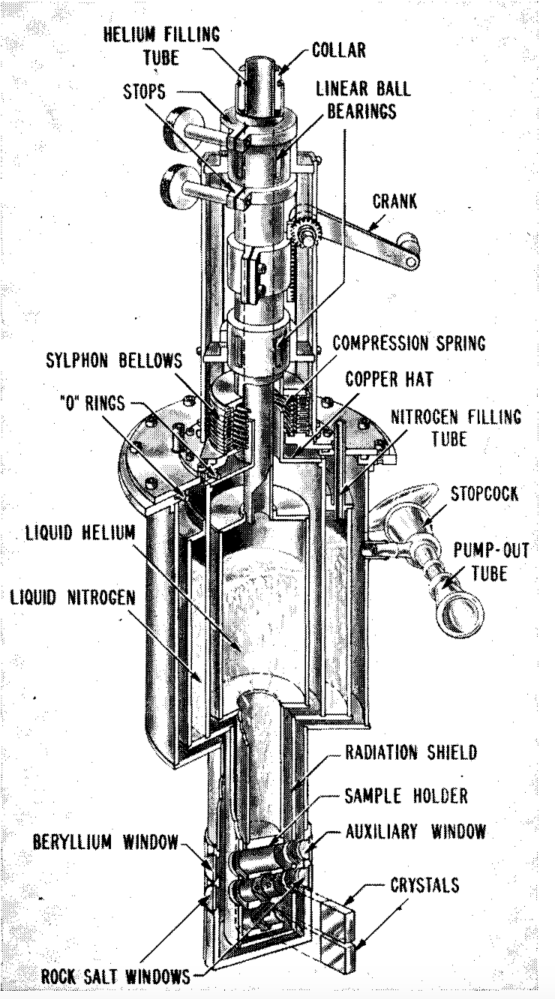 HELIUM FILLING
TUBE
COLLAR
STOPS
LINEAR BALL
BEARINGS
CRANK
COMPRESSION SPRING
SYLPHON BELLOWS
COPPER HAT
"O" RINGS
NITROGEN FILLING
TUBE
STOPCOCK
LIQUID HELIUM
PUMP-OUT
TUBE
LIQUID NITROGEN
RADIATION SHIELD
SAMPLE HOLDER
AUXILIARY WINDOW
BERYLLIUM WINDOW
CRYSTALS
ROCK SALT WINDOWS